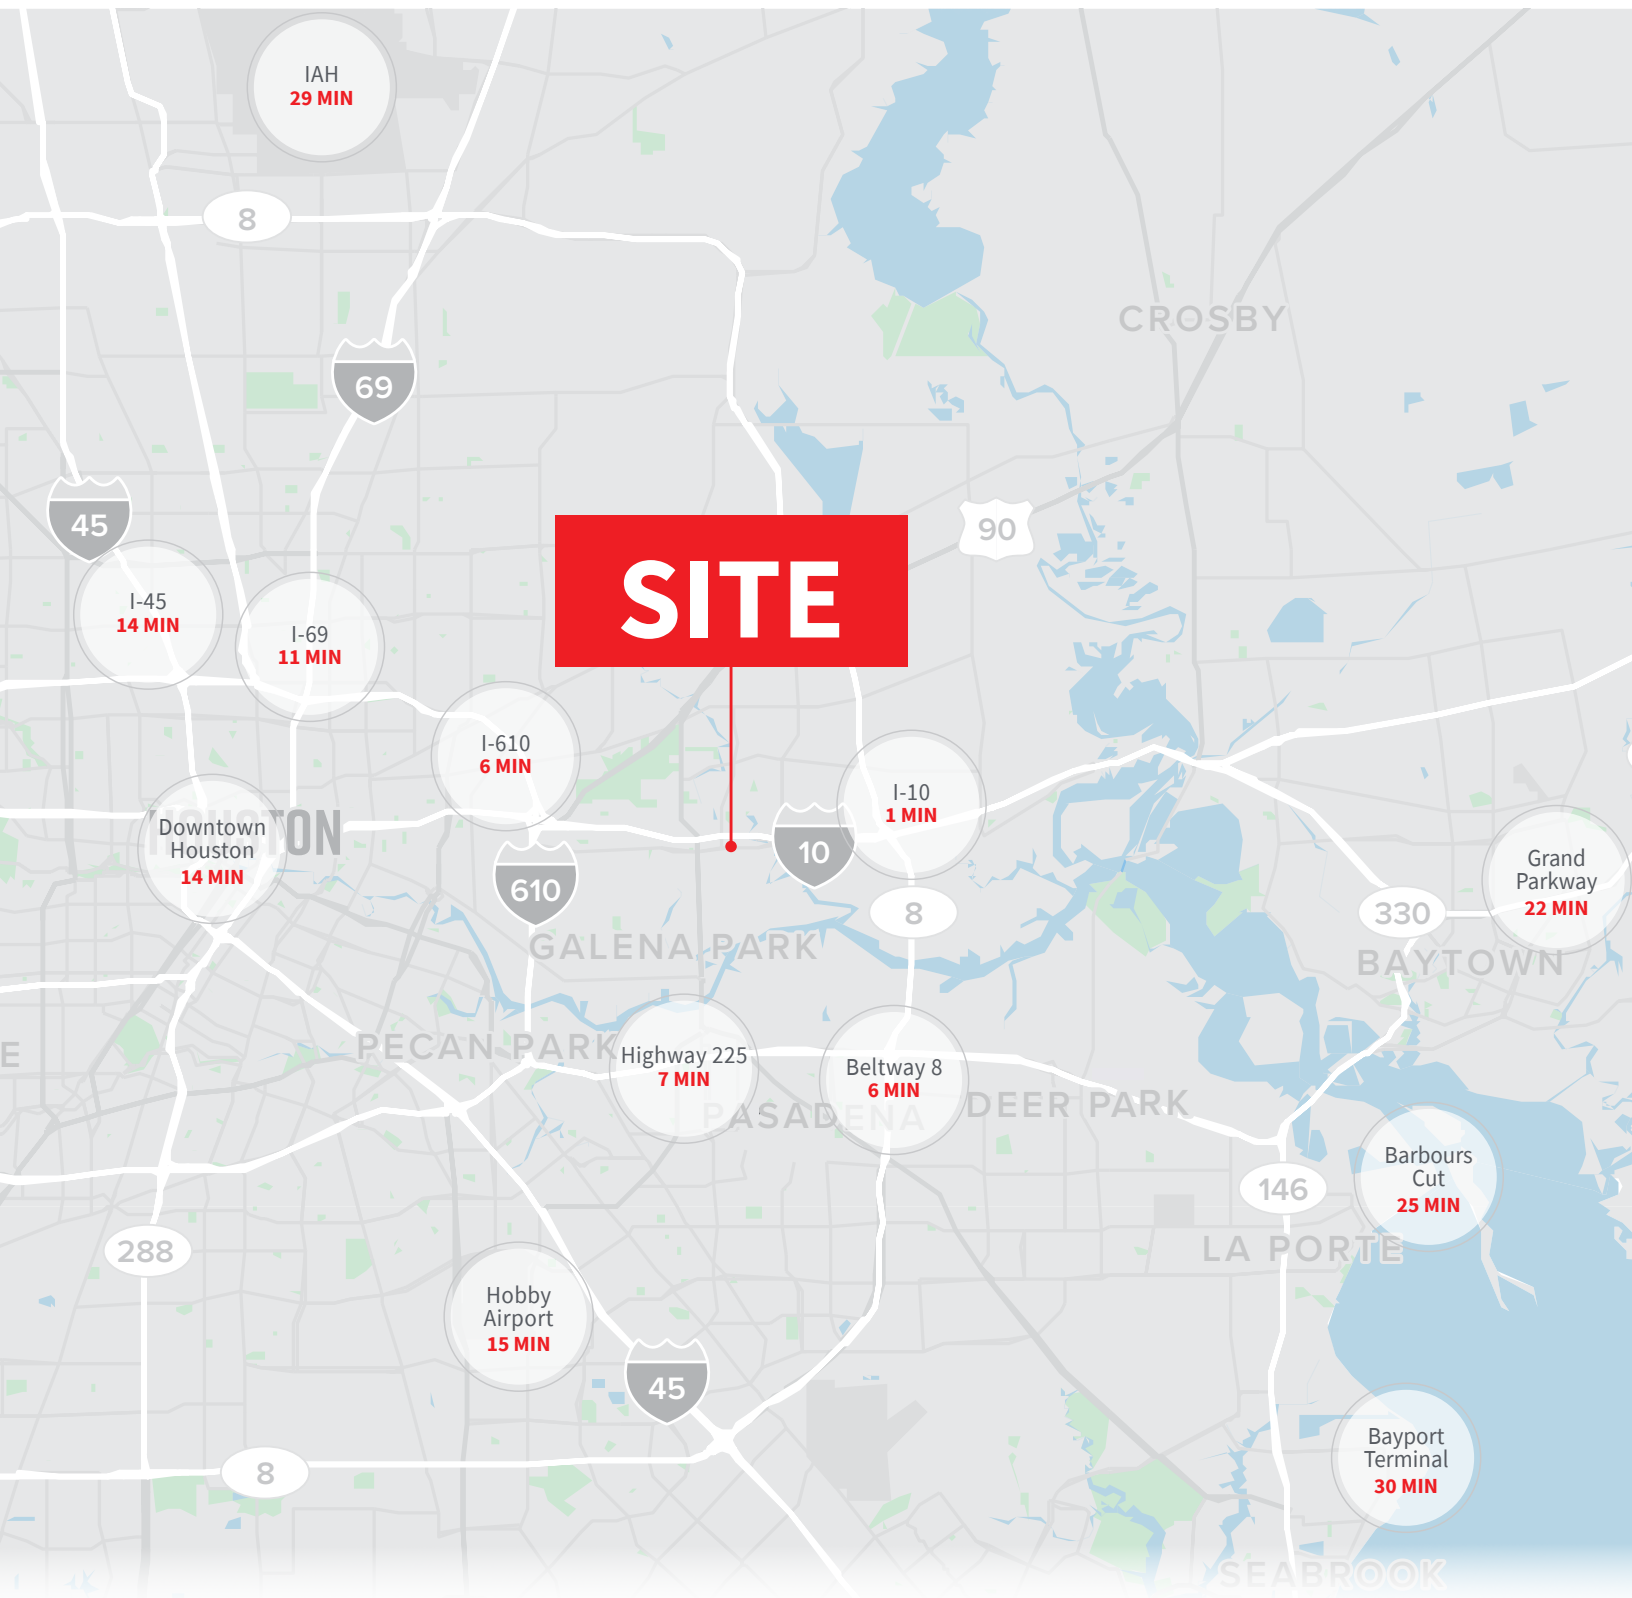 IAH
29 MIN
8
CROSBY
69
45
90
SITE
I-45
14 MIN
I-69
11 MIN
I-610
6 MIN
I-10
1 MIN
HOUSTON
Downtown
Houston
14 MIN
10
610
8
330
Grand
Parkway
22 MIN
GALENA PARK
BAYTOWN
PECAN PARK
E
Highway 225
7 MIN
Beltway 8
6 MIN
PASADENA
DEER PARK
Barbours
Cut
25 MIN
146
LA PORTE
288
Hobby
Airport
15 MIN
45
Bayport
Terminal
30 MIN
8
SEABROOK